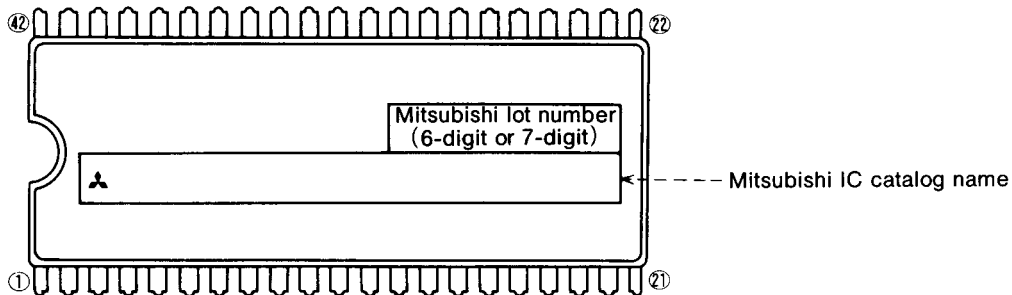 ㊷ ㉒
Mitsubishi lot number
(6-digit or 7-digit)
Mitsubishi IC catalog name
① ㉑